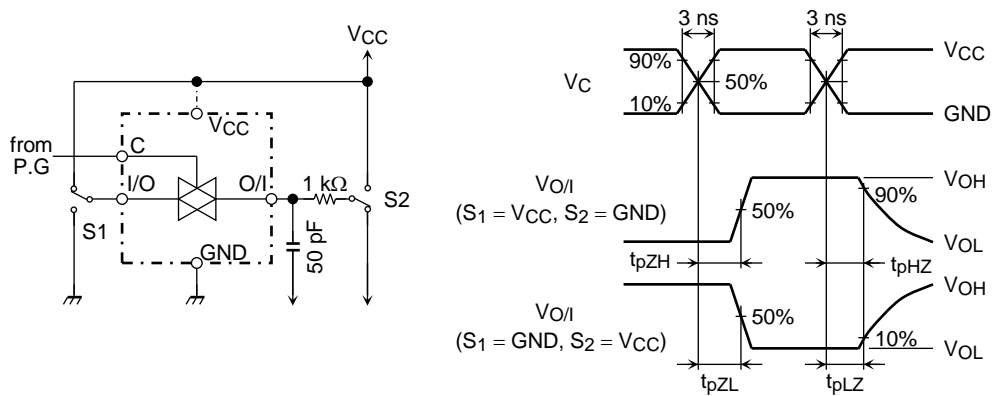 VCC
VCC
from
P.G
C
I/O
O/I
1 kΩ
S1
S2
GND
50 pF
3 ns
3 ns
VC
90%
10%
50%
VCC
GND
VO/I
(S1 = VCC, S2 = GND)
50%
90%
VOH
VOL
tpZH
tpHZ
VO/I
(S1 = GND, S2 = VCC)
50%
10%
VOH
VOL
tpZL
tpLZ